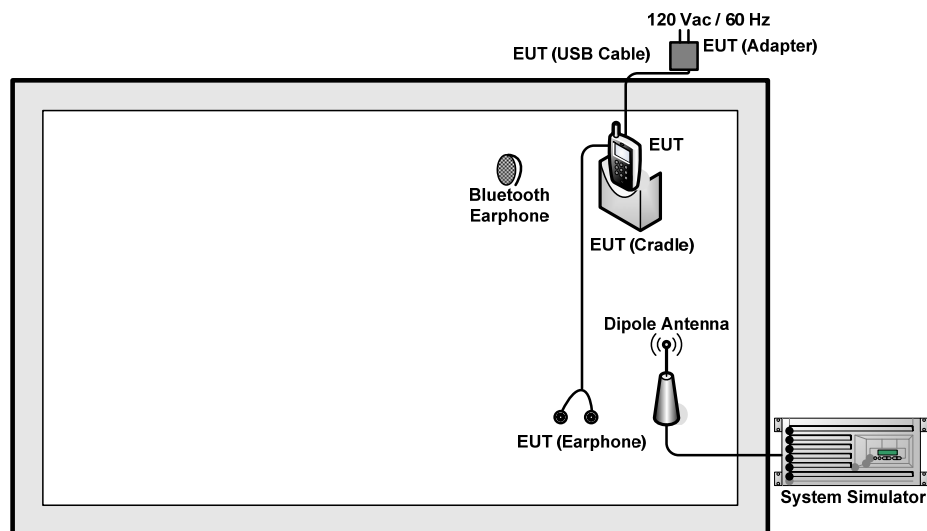 120 Vac / 60 Hz
EUT (USB Cable)
EUT (Adapter)
EUT
Bluetooth
Earphone
EUT (Cradle)
Dipole Antenna
EUT (Earphone)
System Simulator